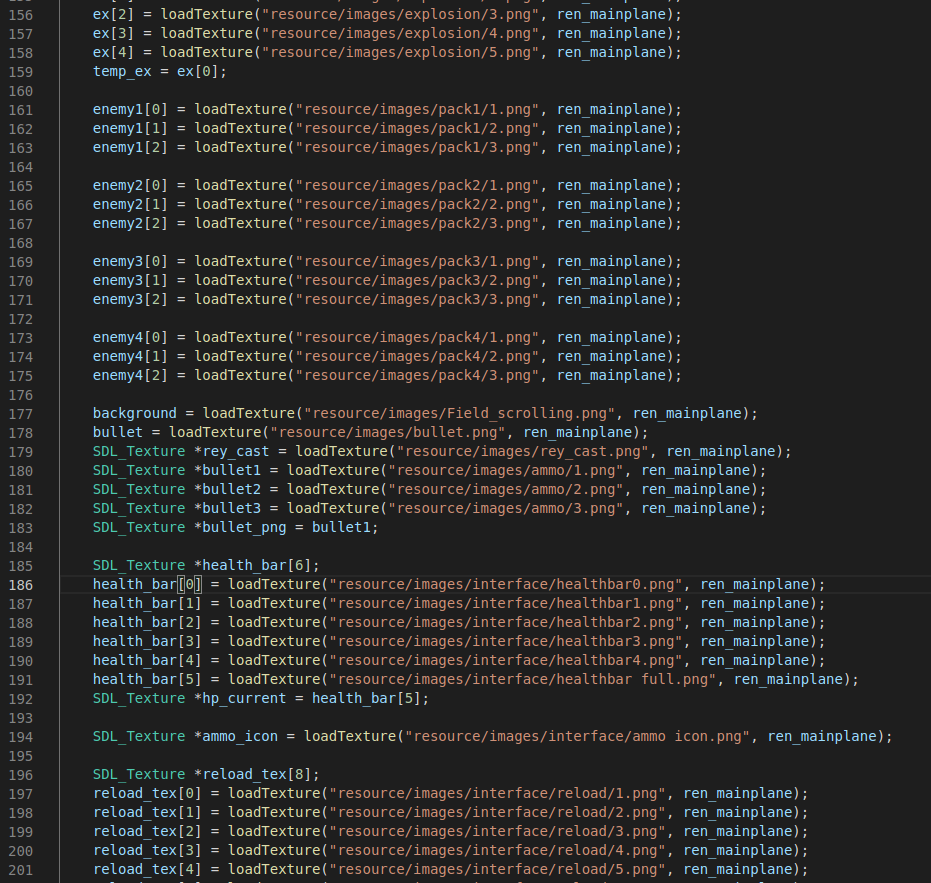 156 ex[2] = loadTexture("resource/images/explosion/3.png", ren_mainplane);
157 ex[3] = loadTexture("resource/images/explosion/4.png", ren_mainplane);
158 ex[4] = loadTexture("resource/images/explosion/5.png", ren_mainplane);
159 temp_ex = ex[0];
160
161 enemy1[0] = loadTexture("resource/images/pack1/1.png", ren_mainplane);
162 enemy1[1] = loadTexture("resource/images/pack1/2.png", ren_mainplane);
163 enemy1[2] = loadTexture("resource/images/pack1/3.png", ren_mainplane);
164
165 enemy2[0] = loadTexture("resource/images/pack2/1.png", ren_mainplane);
166 enemy2[1] = loadTexture("resource/images/pack2/2.png", ren_mainplane);
167 enemy2[2] = loadTexture("resource/images/pack2/3.png", ren_mainplane);
168
169 enemy3[0] = loadTexture("resource/images/pack3/1.png", ren_mainplane);
170 enemy3[1] = loadTexture("resource/images/pack3/2.png", ren_mainplane);
171 enemy3[2] = loadTexture("resource/images/pack3/3.png", ren_mainplane);
172
173 enemy4[0] = loadTexture("resource/images/pack4/1.png", ren_mainplane);
174 enemy4[1] = loadTexture("resource/images/pack4/2.png", ren_mainplane);
175 enemy4[2] = loadTexture("resource/images/pack4/3.png", ren_mainplane);
176
177 background = loadTexture("resource/images/Field_scrolling.png", ren_mainplane);
178 bullet = loadTexture("resource/images/bullet.png", ren_mainplane);
179 SDL_Texture *rey_cast = loadTexture("resource/images/rey_cast.png", ren_mainplane);
180 SDL_Texture *bullet1 = loadTexture("resource/images/ammo/1.png", ren_mainplane);
181 SDL_Texture *bullet2 = loadTexture("resource/images/ammo/2.png", ren_mainplane);
182 SDL_Texture *bullet3 = loadTexture("resource/images/ammo/3.png", ren_mainplane);
183 SDL_Texture *bullet_png = bullet1;
184
185 SDL_Texture *health_bar[6];
186 health_bar[0] = loadTexture("resource/images/interface/healthbar0.png", ren_mainplane);
187 health_bar[1] = loadTexture("resource/images/interface/healthbar1.png", ren_mainplane);
188 health_bar[2] = loadTexture("resource/images/interface/healthbar2.png", ren_mainplane);
189 health_bar[3] = loadTexture("resource/images/interface/healthbar3.png", ren_mainplane);
190 health_bar[4] = loadTexture("resource/images/interface/healthbar4.png", ren_mainplane);
191 health_bar[5] = loadTexture("resource/images/interface/healthbar full.png", ren_mainplane);
192 SDL_Texture *hp_current = health_bar[5];
193
194 SDL_Texture *ammo_icon = loadTexture("resource/images/interface/ammo icon.png", ren_mainplane);
195
196 SDL_Texture *reload_tex[8];
197 reload_tex[0] = loadTexture("resource/images/interface/reload/1.png", ren_mainplane);
198 reload_tex[1] = loadTexture("resource/images/interface/reload/2.png", ren_mainplane);
199 reload_tex[2] = loadTexture("resource/images/interface/reload/3.png", ren_mainplane);
200 reload_tex[3] = loadTexture("resource/images/interface/reload/4.png", ren_mainplane);
201 reload_tex[4] = loadTexture("resource/images/interface/reload/5.png", ren_mainplane);